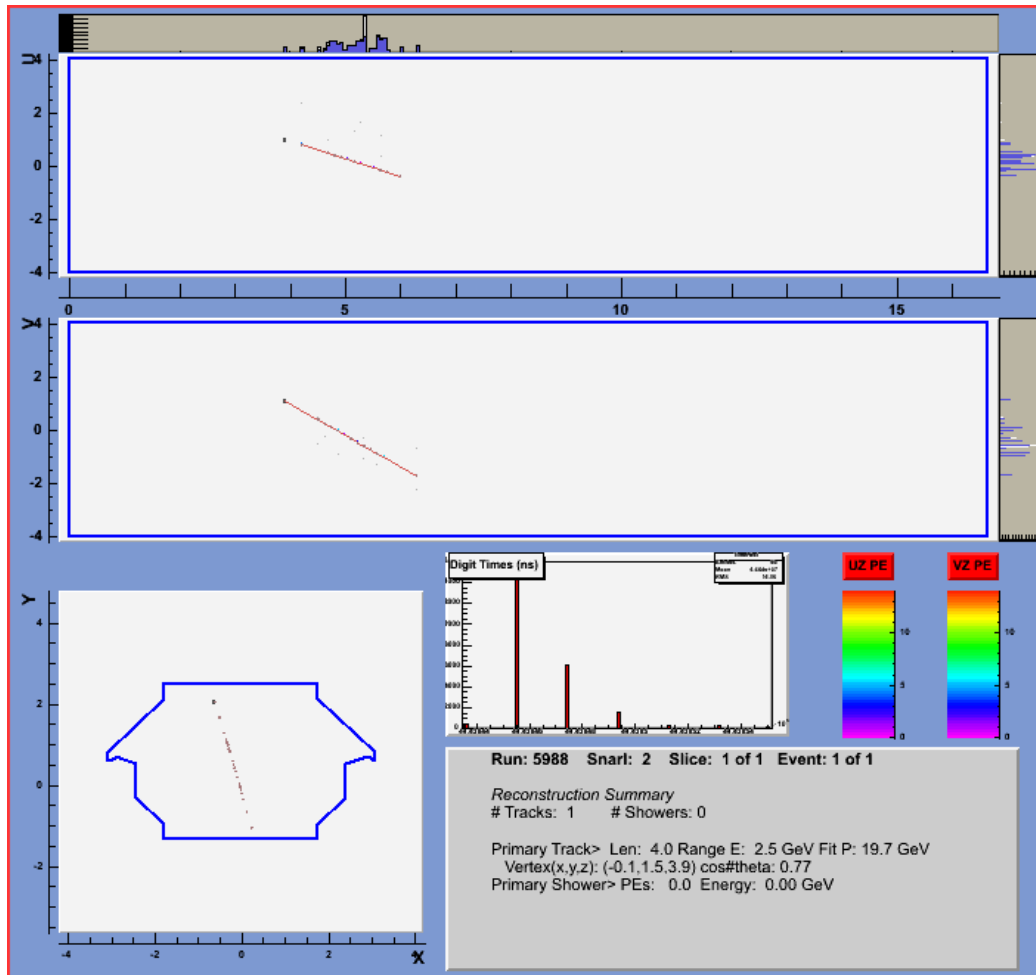 U
4
2
0
-2
-4
0 5 10 15
V
4
2
0
-2
-4
Digit Times (ns)
UZ PE
VZ PE
10
5
0
10
5
0
Y
4
2
0
-2
-4 -2 0 2 4
X
Run: 5988 Snarl: 2 Slice: 1 of 1 Event: 1 of 1
Reconstruction Summary
# Tracks: 1 # Showers: 0
Primary Track> Len: 4.0 Range E: 2.5 GeV Fit P: 19.7 GeV
Vertex(x,y,z): (-0.1,1.5,3.9) cos#theta: 0.77
Primary Shower> PEs: 0.0 Energy: 0.00 GeV